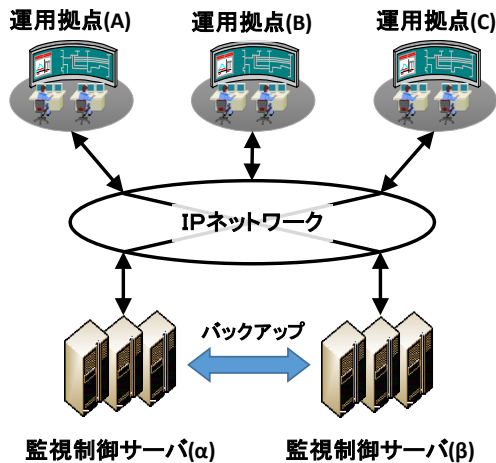 運用拠点(A)
運用拠点(B)
運用拠点(C)
IPネットワーク
バックアップ
監視制御サーバ(α)
監視制御サーバ(β)